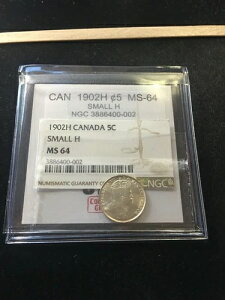 CAN 1902H ¢5 MS-64
SMALL H
NGC 3886400-002
1902H CANADA 5C
SMALL H
MS 64
3886400-002
NUMISMATIC GUARANTY
NGC